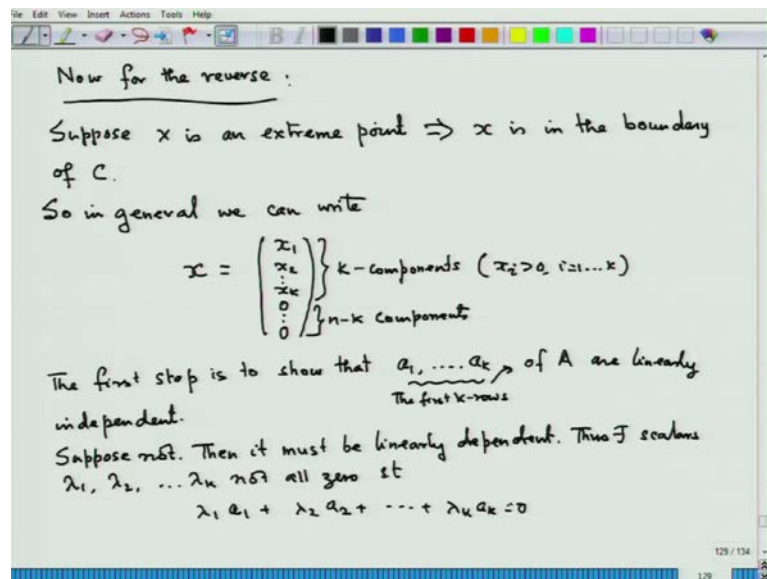 File Edit View Insert Actions Tools Help
Now for the reverse :
Suppose x is an extreme point ⇒ x is in the boundary
of C.
So in general we can write
x = ( x₁ x₂ ⋮ xₖ 0 ⋮ 0 ) } k-components (xᵢ>0, i=1...k) } n-k components
The first step is to show that a₁, .... aₖ of A are linearly
The first k-rows
independent.
Suppose not. Then it must be linearly dependent. Thus ∃ scalars
λ₁, λ₂, ... λₖ not all zero st
λ₁ a₁ + λ₂ a₂ + --- + λₖ aₖ = 0
129 / 134
129